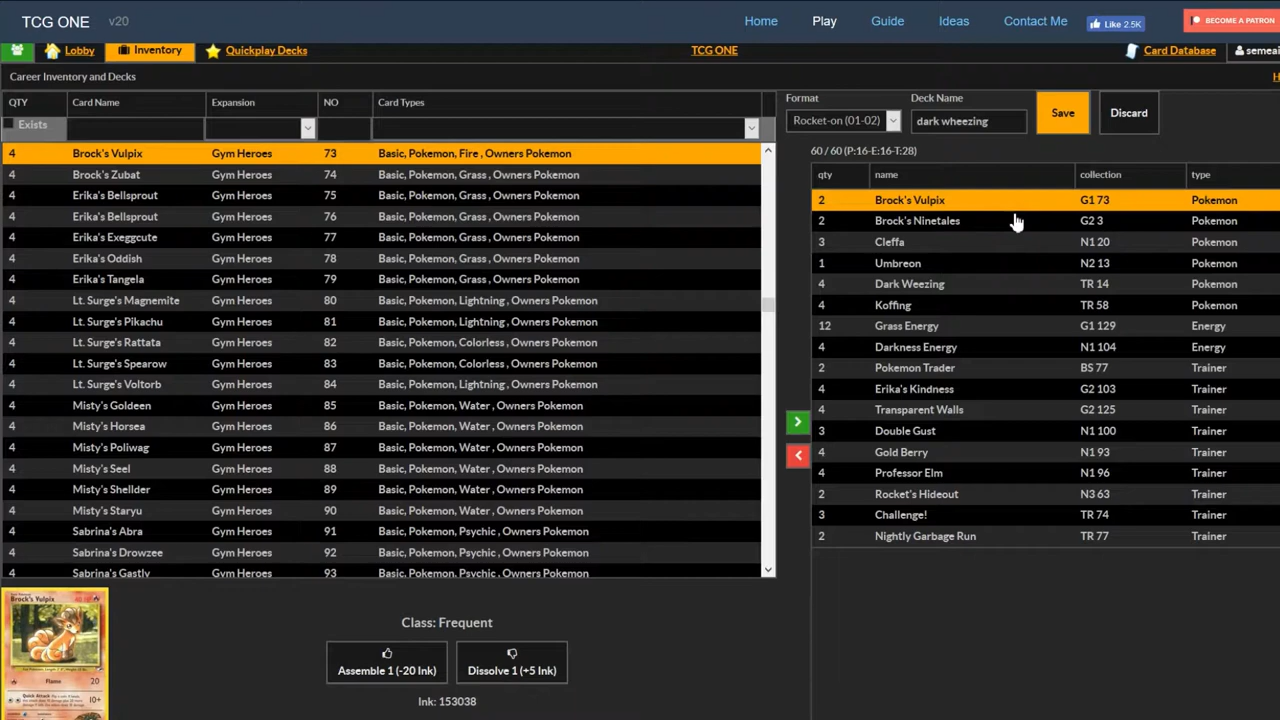 TCG ONE v20 Home Play Guide Ideas Contact Me Like 2.5K BECOME A PATRON
Lobby Inventory Quickplay Decks TCG ONE Card Database semeai
Career Inventory and Decks H
QTY Card Name Expansion NO Card Types
Exists
4 Brock's Vulpix Gym Heroes 73 Basic, Pokemon, Fire , Owners Pokemon
4 Brock's Zubat Gym Heroes 74 Basic, Pokemon, Grass , Owners Pokemon
4 Erika's Bellsprout Gym Heroes 75 Basic, Pokemon, Grass , Owners Pokemon
4 Erika's Bellsprout Gym Heroes 76 Basic, Pokemon, Grass , Owners Pokemon
4 Erika's Exeggcute Gym Heroes 77 Basic, Pokemon, Grass , Owners Pokemon
4 Erika's Oddish Gym Heroes 78 Basic, Pokemon, Grass , Owners Pokemon
4 Erika's Tangela Gym Heroes 79 Basic, Pokemon, Grass , Owners Pokemon
4 Lt. Surge's Magnemite Gym Heroes 80 Basic, Pokemon, Lightning , Owners Pokemon
4 Lt. Surge's Pikachu Gym Heroes 81 Basic, Pokemon, Lightning , Owners Pokemon
4 Lt. Surge's Rattata Gym Heroes 82 Basic, Pokemon, Colorless , Owners Pokemon
4 Lt. Surge's Spearow Gym Heroes 83 Basic, Pokemon, Colorless , Owners Pokemon
4 Lt. Surge's Voltorb Gym Heroes 84 Basic, Pokemon, Lightning , Owners Pokemon
4 Misty's Goldeen Gym Heroes 85 Basic, Pokemon, Water , Owners Pokemon
4 Misty's Horsea Gym Heroes 86 Basic, Pokemon, Water , Owners Pokemon
4 Misty's Poliwag Gym Heroes 87 Basic, Pokemon, Water , Owners Pokemon
4 Misty's Seel Gym Heroes 88 Basic, Pokemon, Water , Owners Pokemon
4 Misty's Shellder Gym Heroes 89 Basic, Pokemon, Water , Owners Pokemon
4 Misty's Staryu Gym Heroes 90 Basic, Pokemon, Water , Owners Pokemon
4 Sabrina's Abra Gym Heroes 91 Basic, Pokemon, Psychic , Owners Pokemon
4 Sabrina's Drowzee Gym Heroes 92 Basic, Pokemon, Psychic , Owners Pokemon
4 Sabrina's Gastly Gym Heroes 93 Basic, Pokemon, Psychic , Owners Pokemon
Format Deck Name
Rocket-on (01-02) dark wheezing Save Discard
60 / 60 (P:16-E:16-T:28)
qty name collection type
2 Brock's Vulpix G1 73 Pokemon
2 Brock's Ninetales G2 3 Pokemon
3 Cleffa N1 20 Pokemon
1 Umbreon N2 13 Pokemon
4 Dark Weezing TR 14 Pokemon
4 Koffing TR 58 Pokemon
12 Grass Energy G1 129 Energy
4 Darkness Energy N1 104 Energy
2 Pokemon Trader BS 77 Trainer
4 Erika's Kindness G2 103 Trainer
4 Transparent Walls G2 125 Trainer
3 Double Gust N1 100 Trainer
4 Gold Berry N1 93 Trainer
4 Professor Elm N1 96 Trainer
2 Rocket's Hideout N3 63 Trainer
3 Challenge! TR 74 Trainer
2 Nightly Garbage Run TR 77 Trainer
Brock's Vulpix
Flame 20
Quick Attack
10+
Class: Frequent
Assemble 1 (-20 Ink) Dissolve 1 (+5 Ink)
Ink: 153038